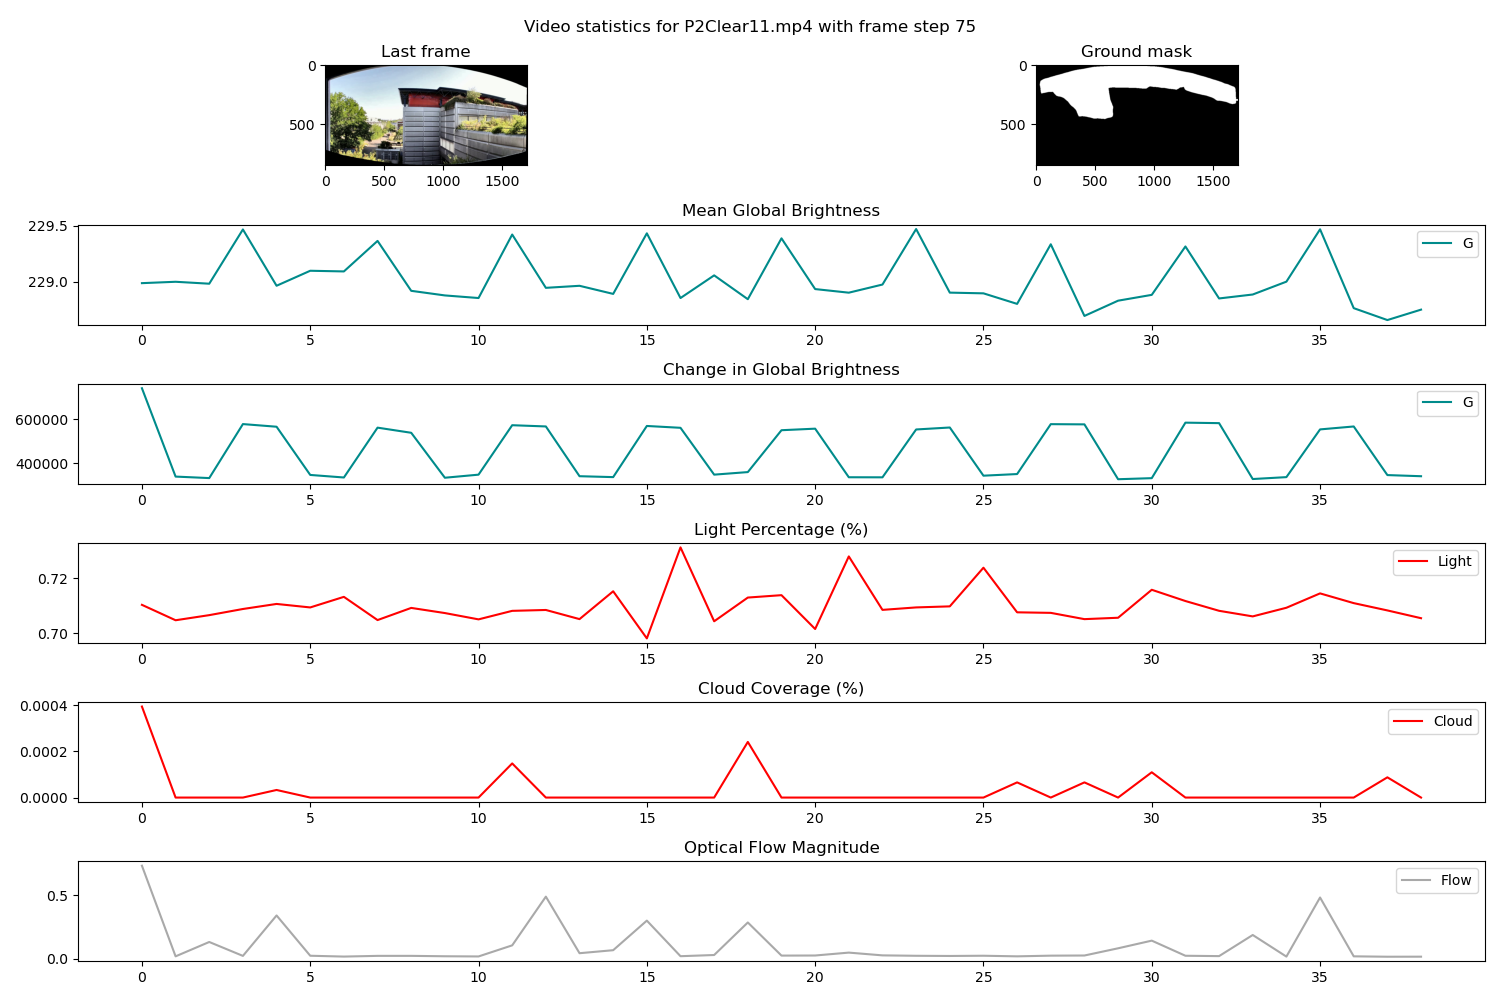 Video statistics for P2Clear11.mp4 with frame step 75
Last frame
0
500
0 500 1000 1500
Ground mask
0
500
0 500 1000 1500
Mean Global Brightness
229.5
229.0
G
0 5 10 15 20 25 30 35
Change in Global Brightness
600000
400000
G
0 5 10 15 20 25 30 35
Light Percentage (%)
0.72
0.70
Light
0 5 10 15 20 25 30 35
Cloud Coverage (%)
0.0004
0.0002
0.0000
Cloud
0 5 10 15 20 25 30 35
Optical Flow Magnitude
0.5
0.0
Flow
0 5 10 15 20 25 30 35